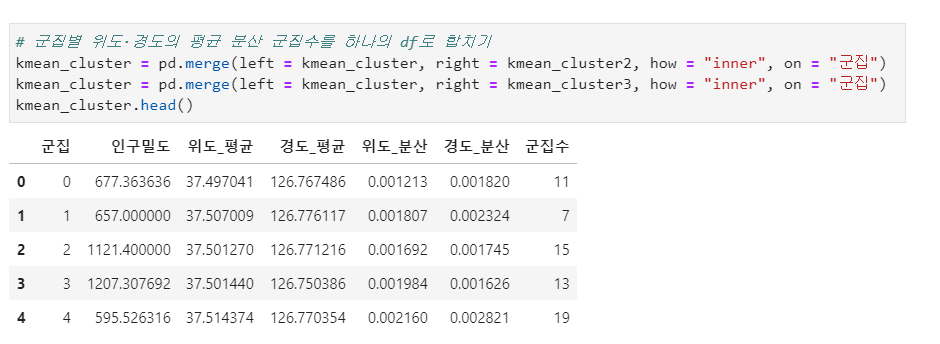 # 군집별 위도·경도의 평균 분산 군집수를 하나의 df로 합치기
kmean_cluster = pd.merge(left = kmean_cluster, right = kmean_cluster2, how = "inner", on = "군집")
kmean_cluster = pd.merge(left = kmean_cluster, right = kmean_cluster3, how = "inner", on = "군집")
kmean_cluster.head()
군집 인구밀도 위도_평균 경도_평균 위도_분산 경도_분산 군집수
0 0 677.363636 37.497041 126.767486 0.001213 0.001820 11
1 1 657.000000 37.507009 126.776117 0.001807 0.002324 7
2 2 1121.400000 37.501270 126.771216 0.001692 0.001745 15
3 3 1207.307692 37.501440 126.750386 0.001984 0.001626 13
4 4 595.526316 37.514374 126.770354 0.002160 0.002821 19